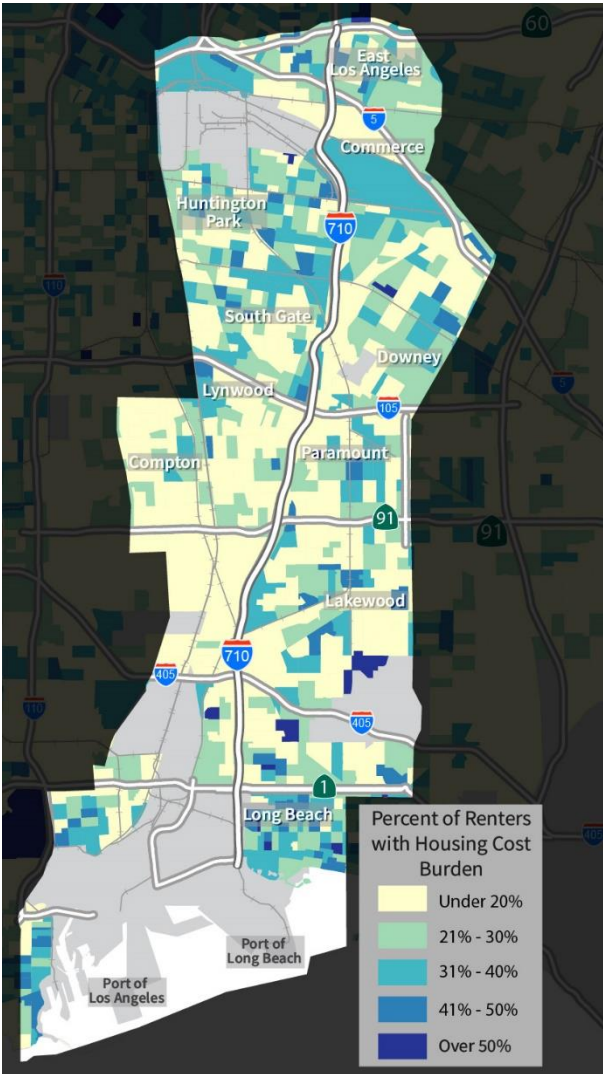 60
East
Los Angeles
5
Commerce
Huntington
Park
710
110
South Gate
Downey
5
Lynwood
105
Compton
Paramount
91
91
Lakewood
710
405
110
405
1
Long Beach
405
Port of
Long Beach
Port of
Los Angeles
Percent of Renters
with Housing Cost
Burden
Under 20%
21% - 30%
31% - 40%
41% - 50%
Over 50%